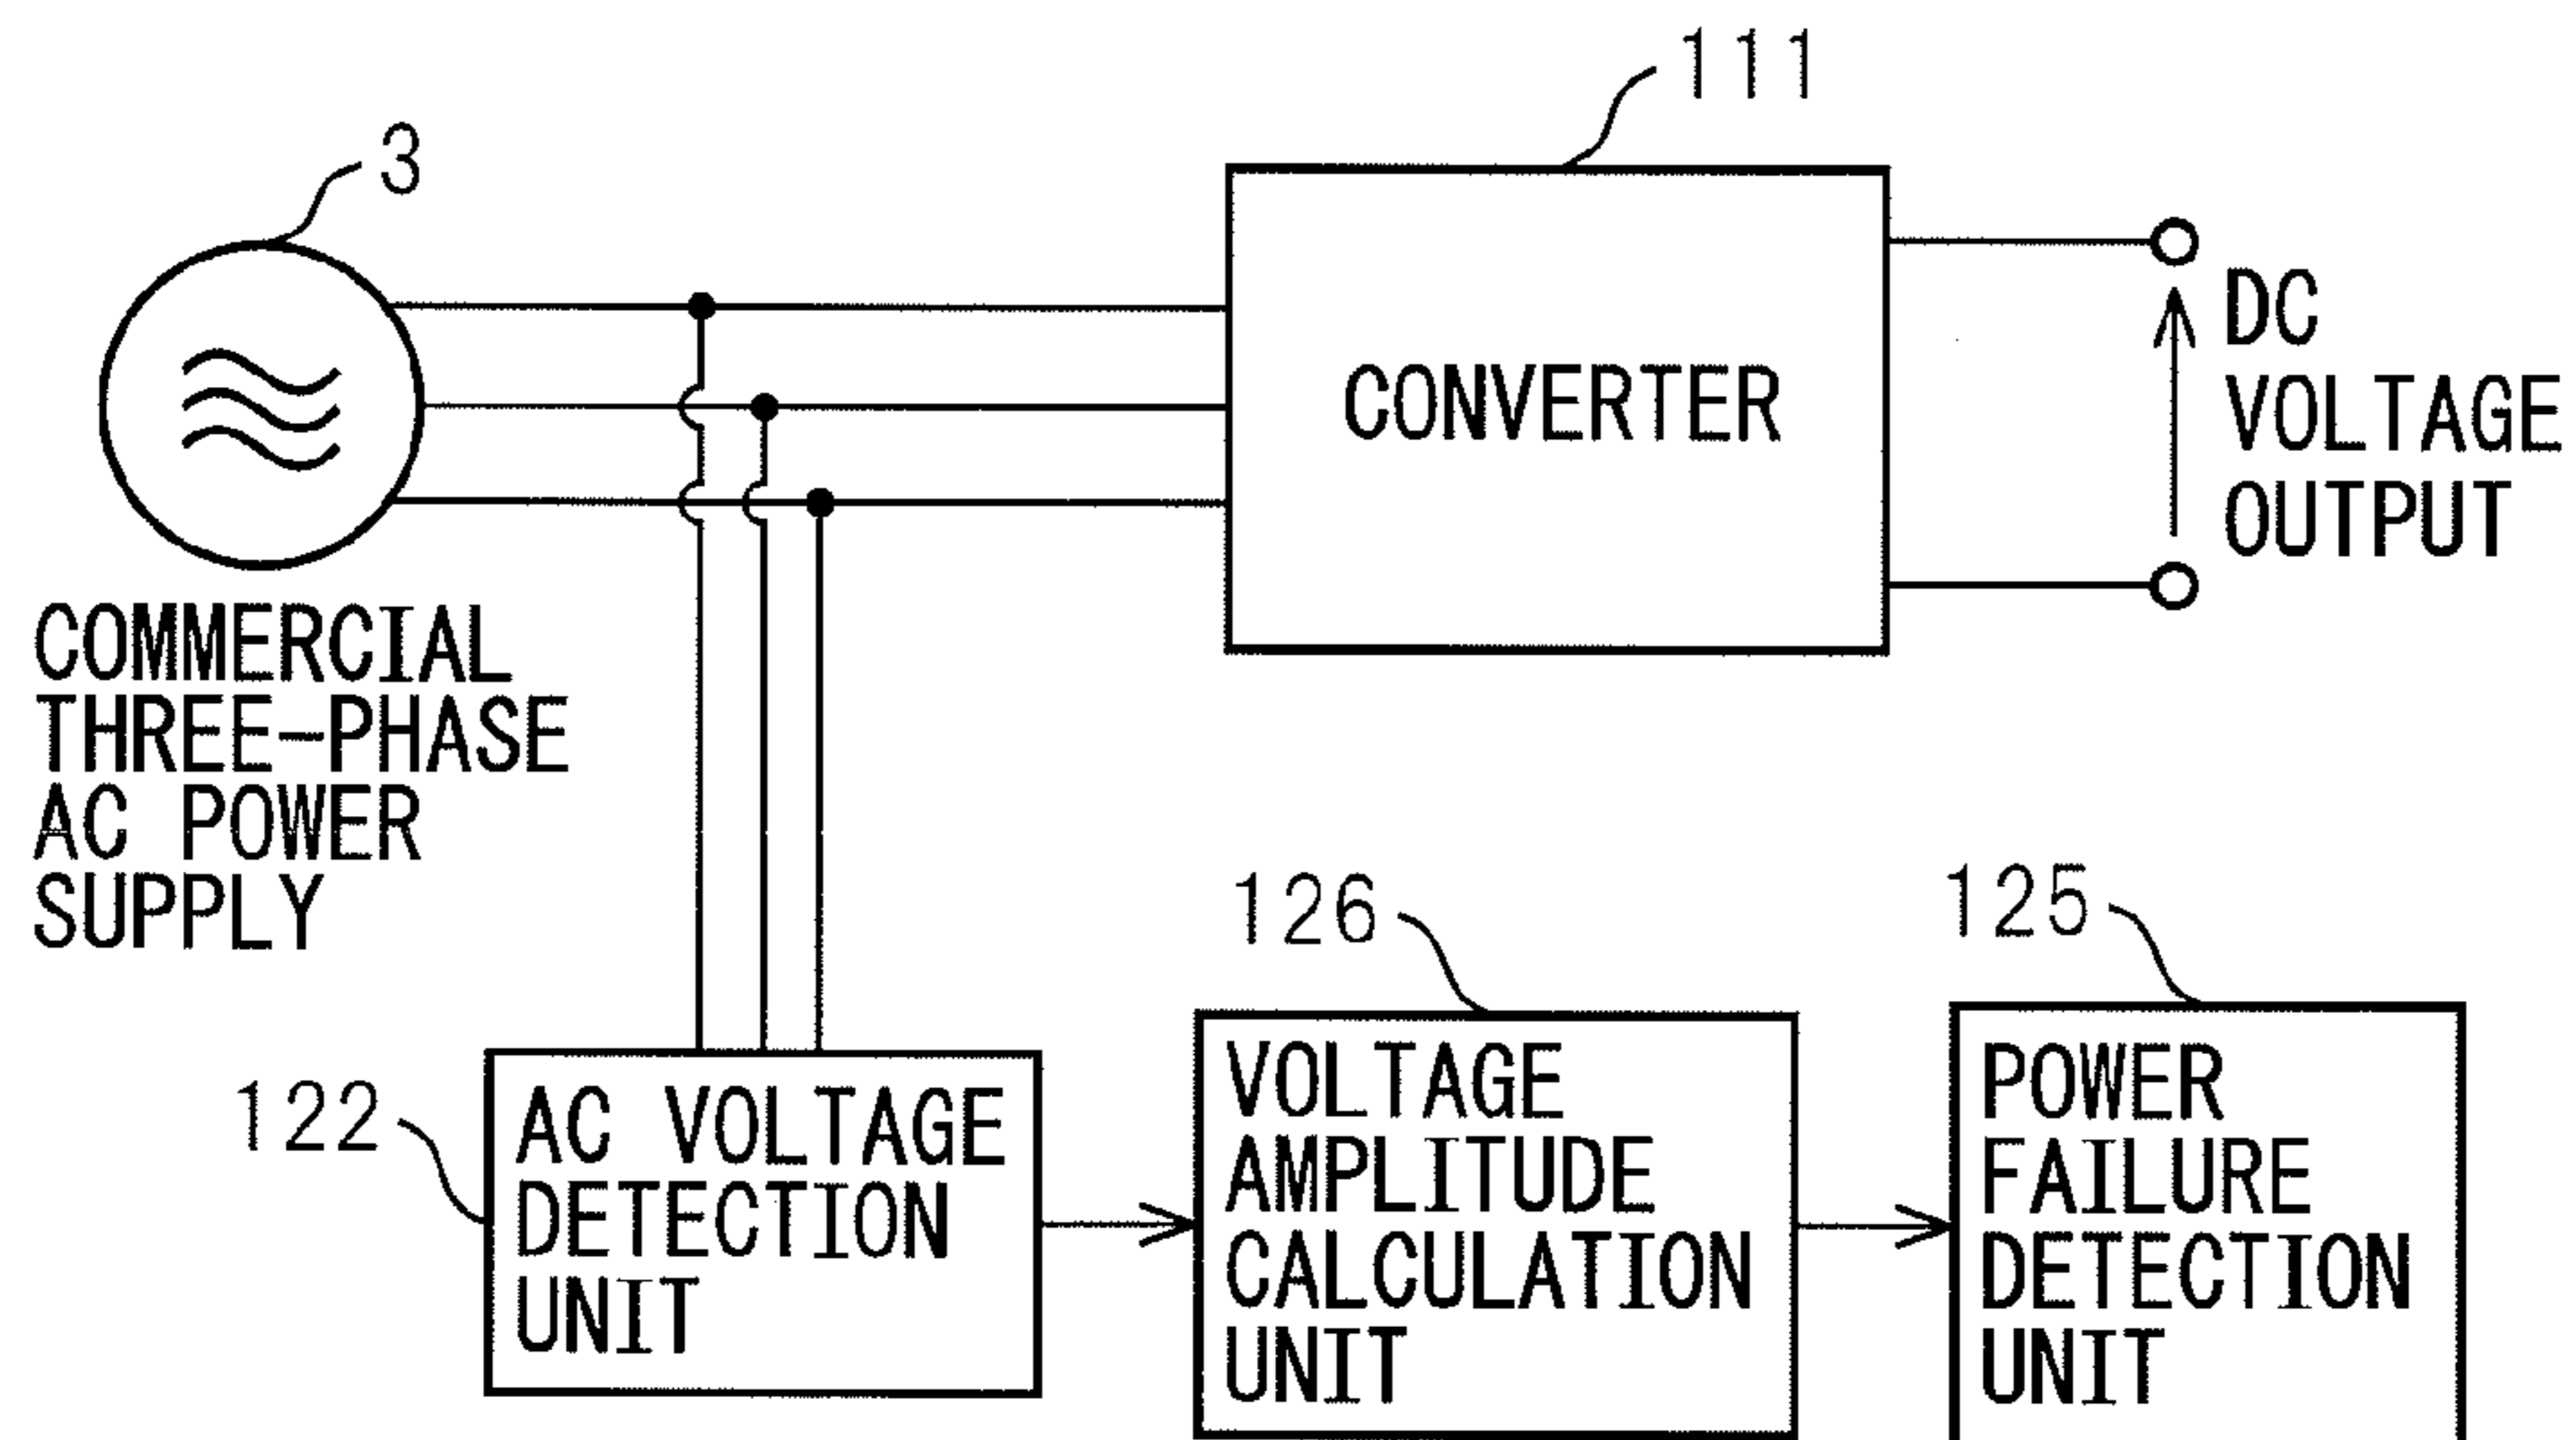 111
3
CONVERTER
DC
VOLTAGE
OUTPUT
COMMERCIAL
THREE-PHASE
AC POWER
SUPPLY
122
AC VOLTAGE
DETECTION
UNIT
126
VOLTAGE
AMPLITUDE
CALCULATION
UNIT
125
POWER
FAILURE
DETECTION
UNIT